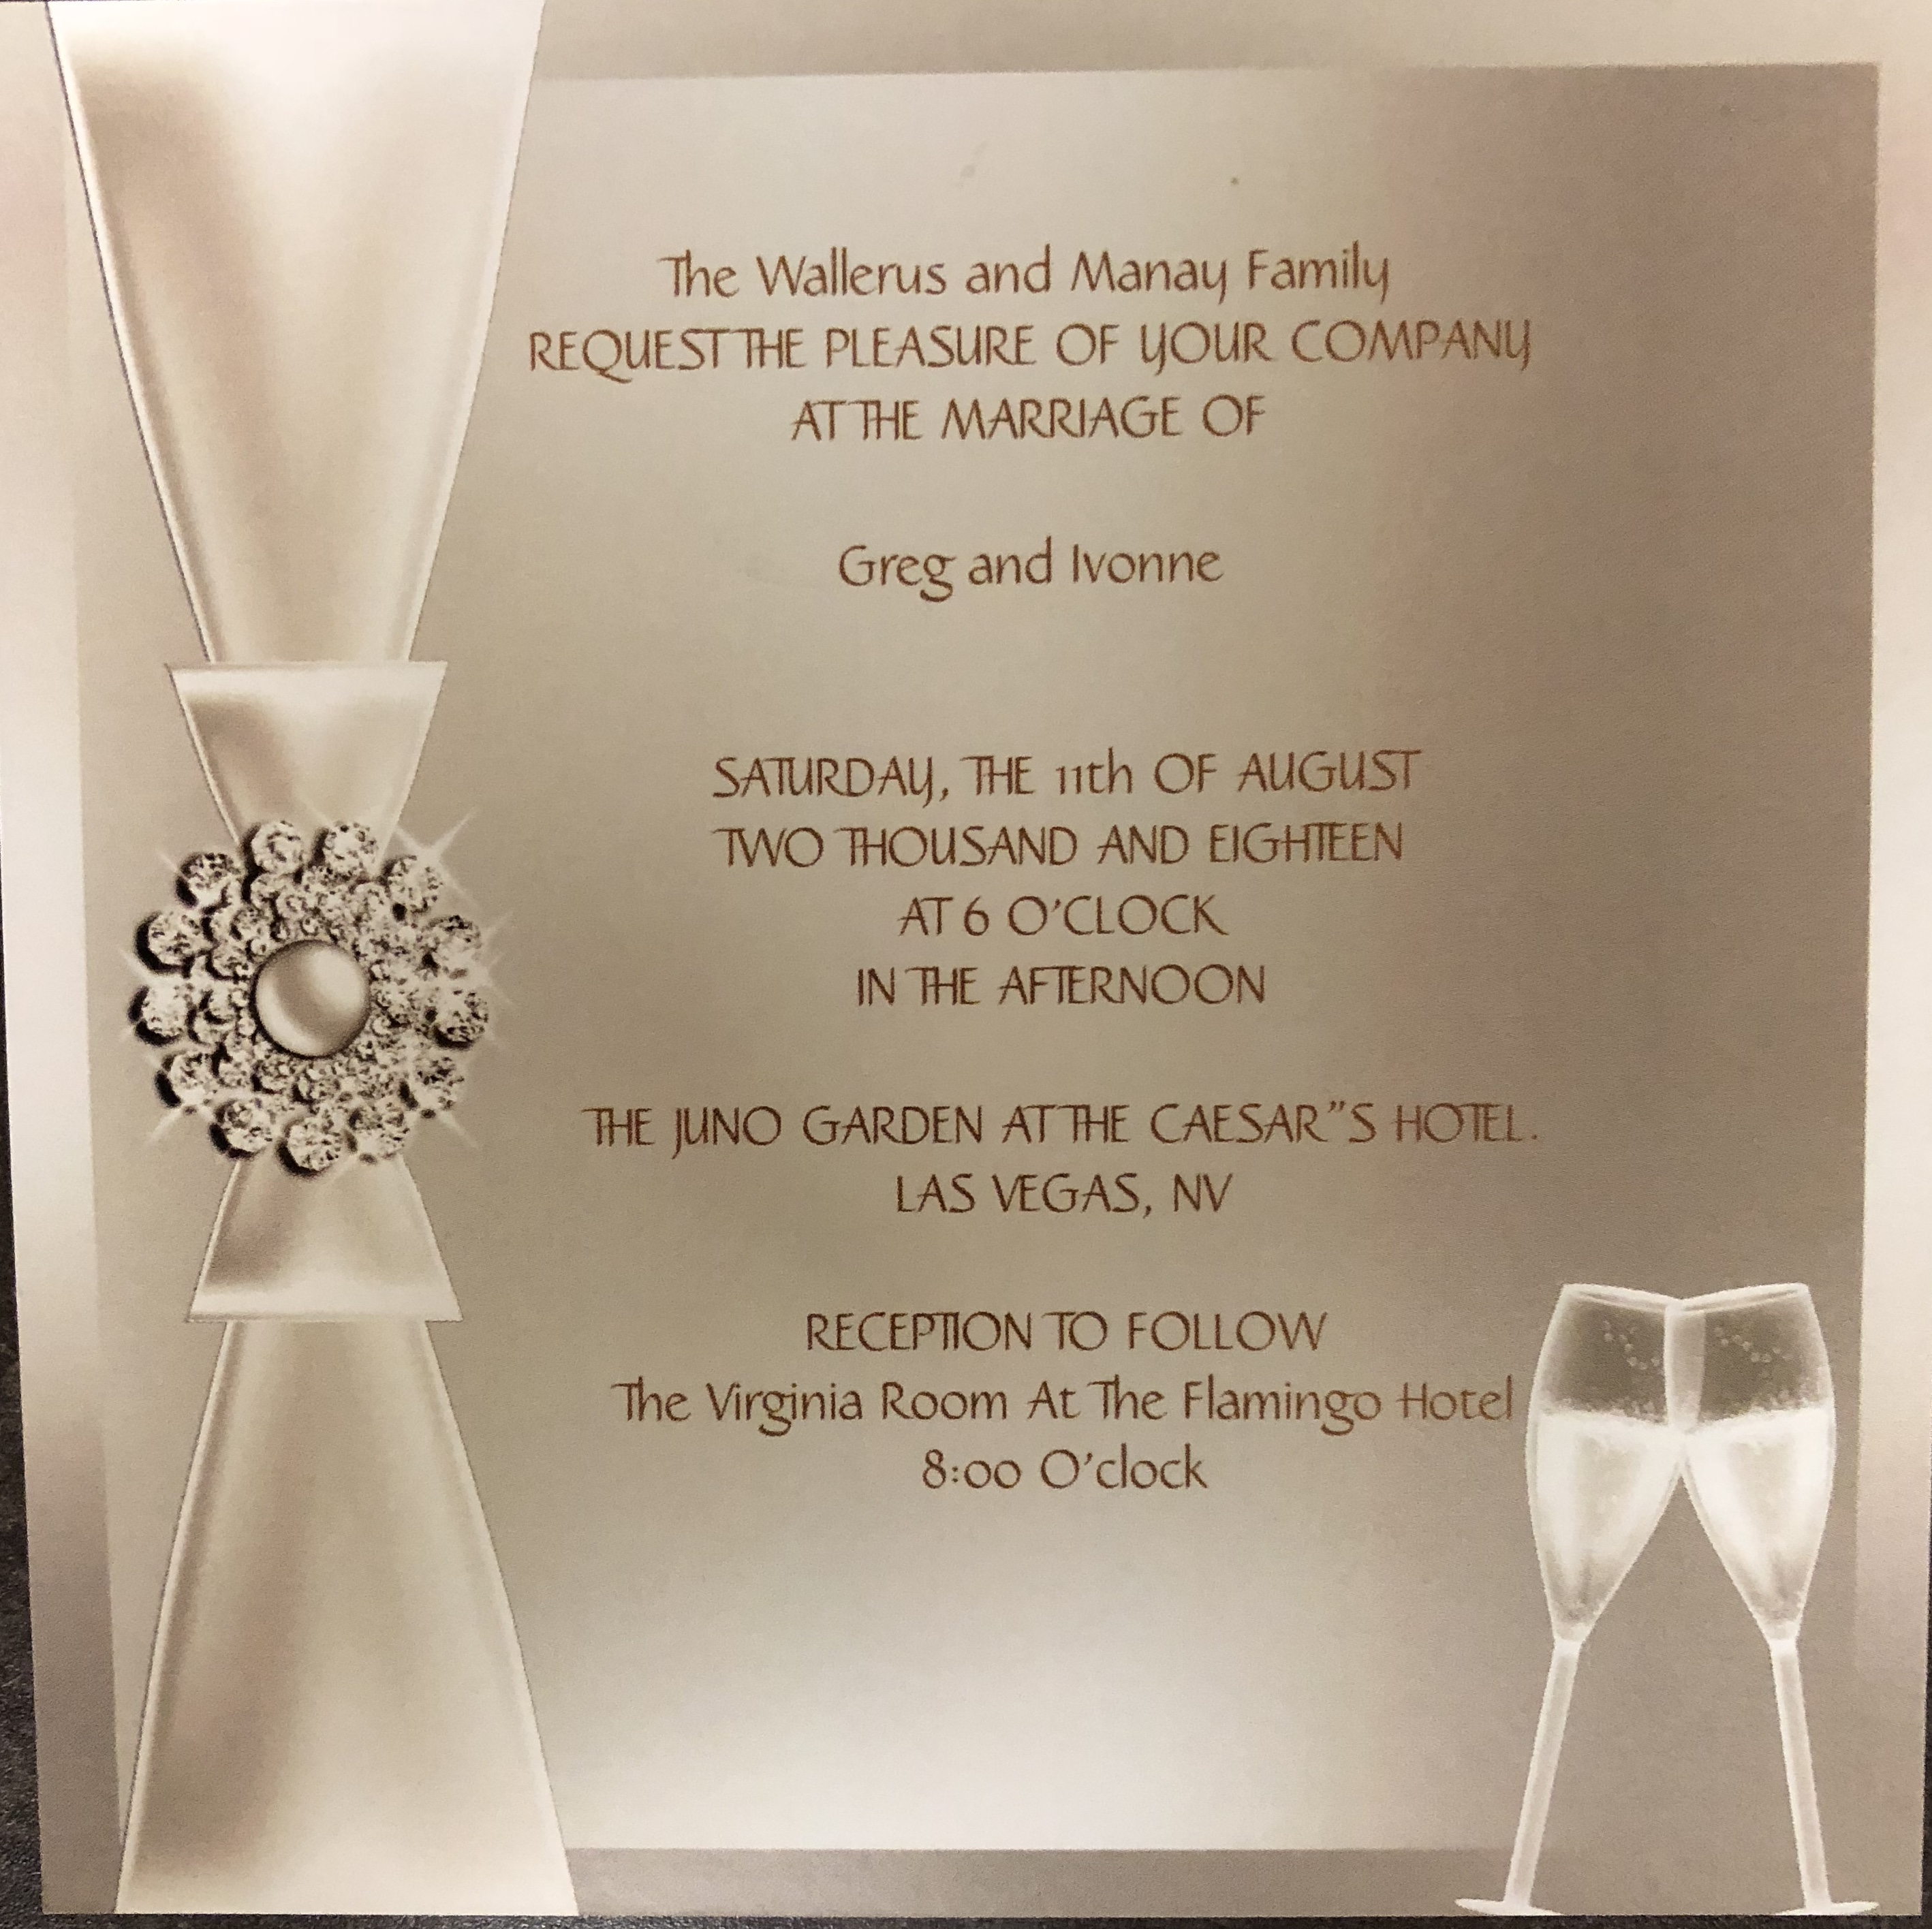 The Wallerus and Manay Family
REQUEST THE PLEASURE OF YOUR COMPANY
AT THE MARRIAGE OF
Greg and Ivonne
SATURDAY, THE 11th OF AUGUST
TWO THOUSAND AND EIGHTEEN
AT 6 O'CLOCK
IN THE AFTERNOON
THE JUNO GARDEN AT THE CAESAR"S HOTEL.
LAS VEGAS, NV
RECEPTION TO FOLLOW
The Virginia Room At The Flamingo Hotel
8:00 O'clock